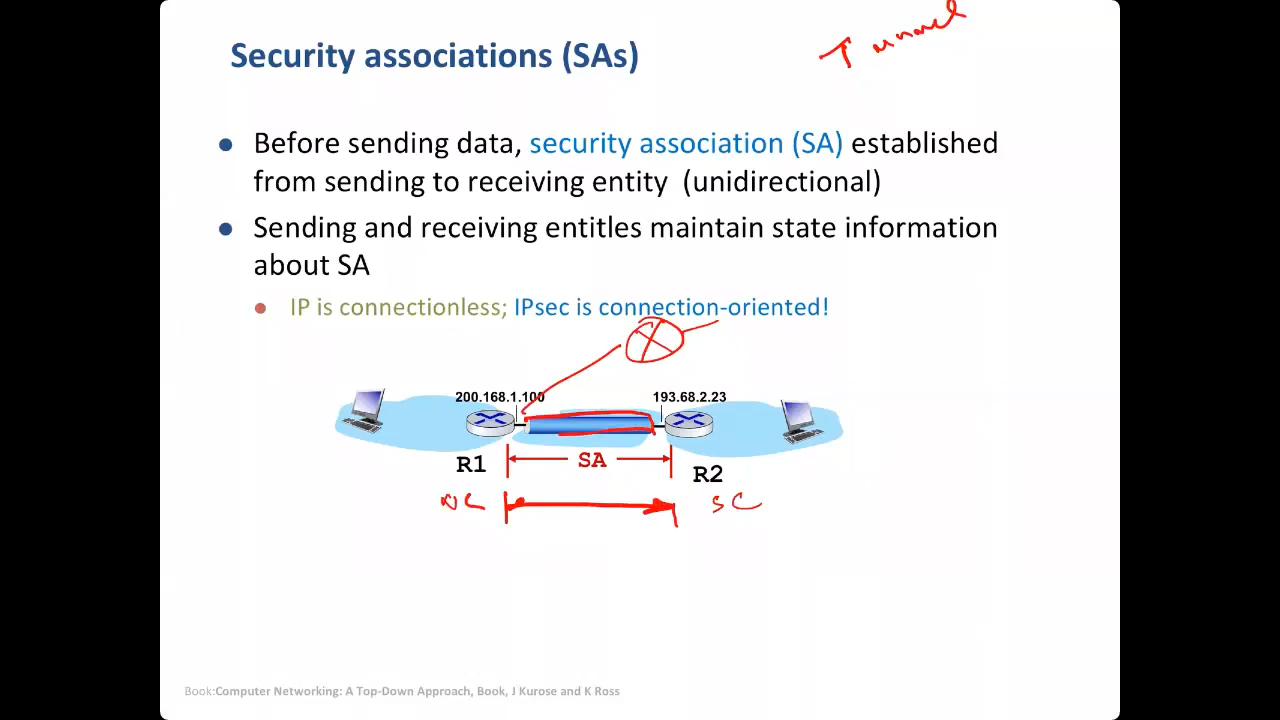 Tunnel
Security associations (SAs)
Before sending data, security association (SA) established
from sending to receiving entity (unidirectional)
Sending and receiving entitles maintain state information
about SA
IP is connectionless; IPsec is connection-oriented!
200.168.1.100
193.68.2.23
SA
R1
R2
SC
Book:Computer Networking: A Top-Down Approach, Book, J Kurose and K Ross